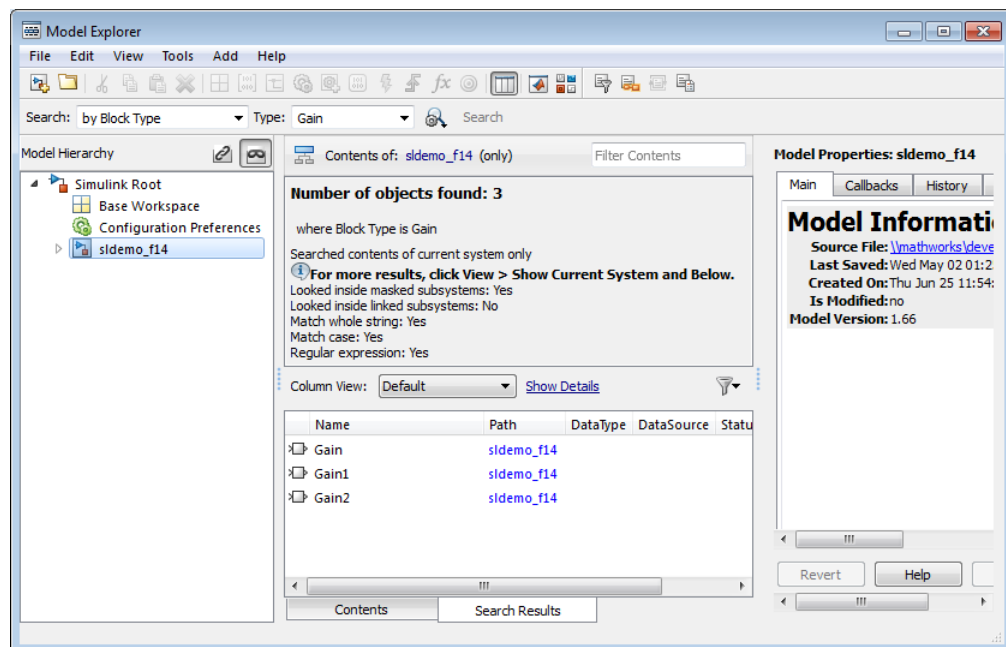 Model Explorer
File Edit View Tools Add Help
Search: by Block Type Type: Gain Search
Model Hierarchy
Simulink Root
Base Workspace
Configuration Preferences
sldemo_f14
Contents of: sldemo_f14 (only) Filter Contents
Number of objects found: 3
where Block Type is Gain
Searched contents of current system only
For more results, click View > Show Current System and Below.
Looked inside masked subsystems: Yes
Looked inside linked subsystems: No
Match whole string: Yes
Match case: Yes
Regular expression: Yes
Column View: Default Show Details
Name Path DataType DataSource Statu
Gain sldemo_f14
Gain1 sldemo_f14
Gain2 sldemo_f14
Contents Search Results
Model Properties: sldemo_f14
Main Callbacks History
Model Informati
Source File: \\mathworks\deve
Last Saved: Wed May 02 01:2
Created On: Thu Jun 25 11:54:
Is Modified: no
Model Version: 1.66
Revert Help